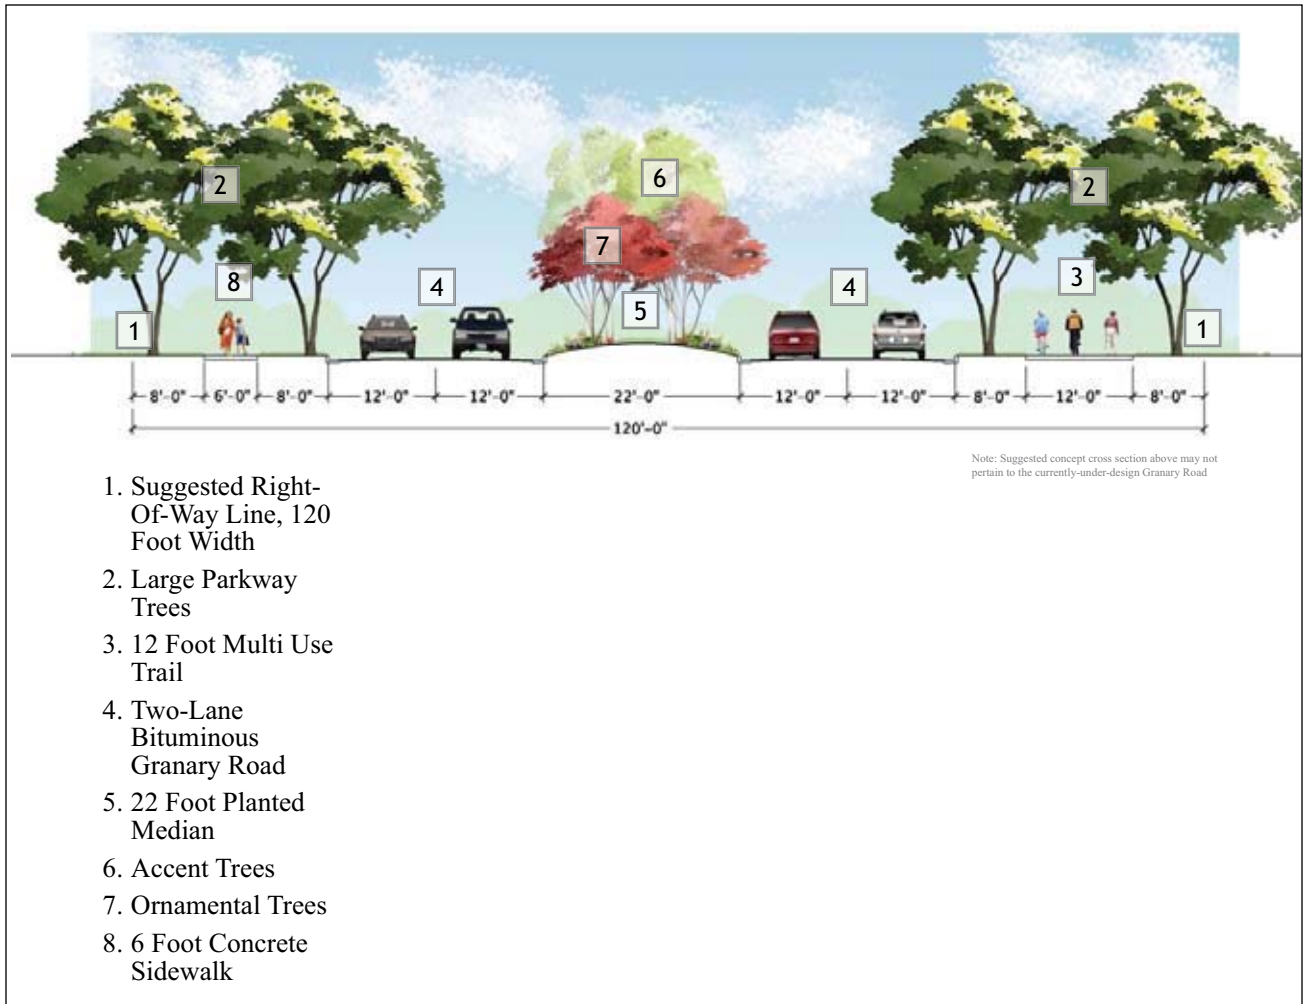 6
2
2
7
3
8
4
4
5
1
1
8'-0" 6'-0" 8'-0" 12'-0" 12'-0" 22'-0" 12'-0" 12'-0" 8'-0" 12'-0" 8'-0"
120'-0"
Note: Suggested concept cross section above may not
pertain to the currently-under-design Granary Road
1. Suggested Right-
Of-Way Line, 120
Foot Width
2. Large Parkway
Trees
3. 12 Foot Multi Use
Trail
4. Two-Lane
Bituminous
Granary Road
5. 22 Foot Planted
Median
6. Accent Trees
7. Ornamental Trees
8. 6 Foot Concrete
Sidewalk